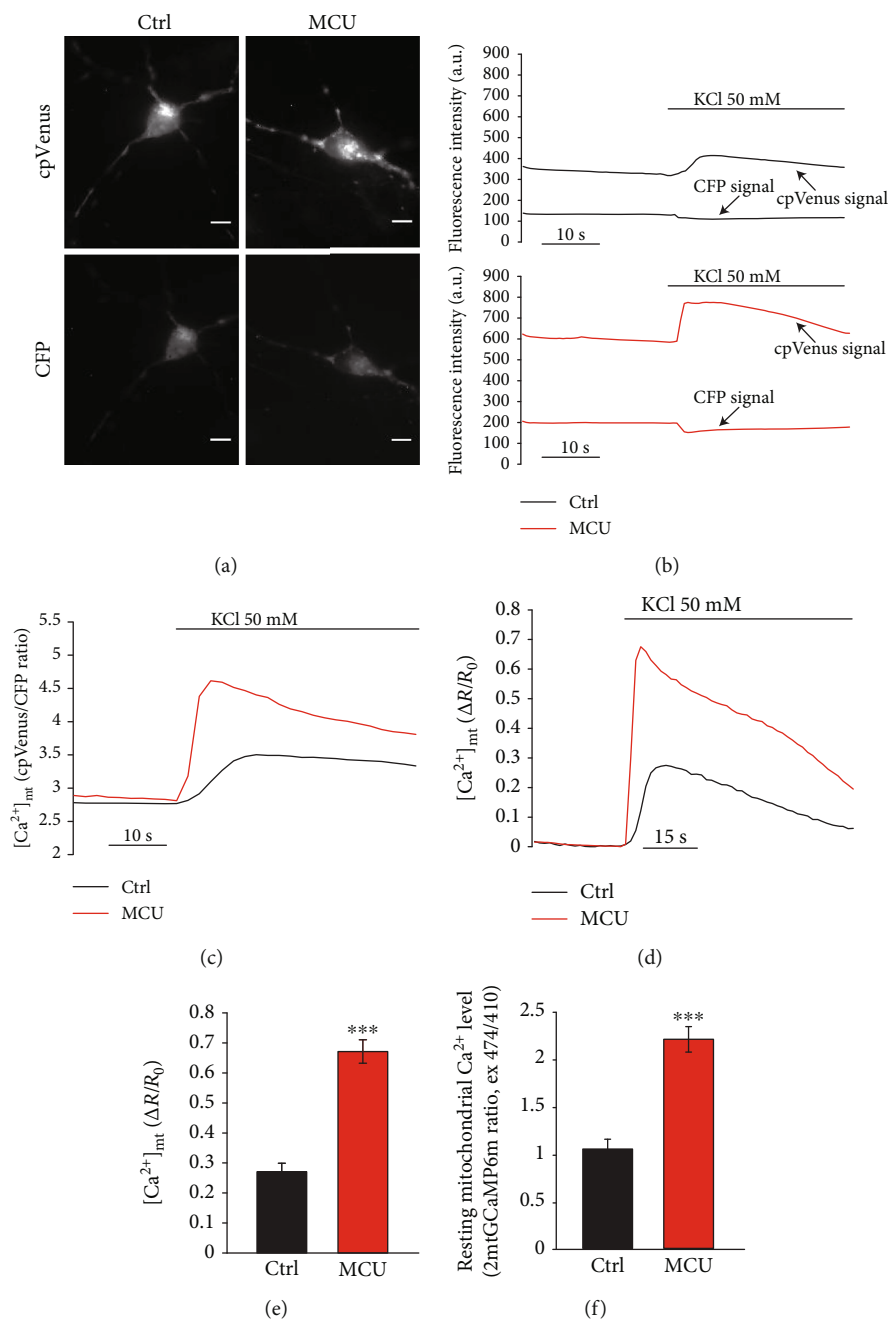 Ctrl
MCU
cpVenus
CFP
(a)
Fluorescence intensity (a.u.)
900
800
700
600
500
400
300
200
100
0
KCl 50 mM
CFP signal
cpVenus signal
10 s
Fluorescence intensity (a.u.)
900
800
700
600
500
400
300
200
100
0
KCl 50 mM
cpVenus signal
CFP signal
10 s
Ctrl
MCU
(b)
[Ca²⁺]mt (cpVenus/CFP ratio)
5.5
5
4.5
4
3.5
3
2.5
2
KCl 50 mM
10 s
Ctrl
MCU
(c)
[Ca²⁺]mt (ΔR/R₀)
0.8
0.7
0.6
0.5
0.4
0.3
0.2
0.1
0
KCl 50 mM
15 s
Ctrl
MCU
(d)
[Ca²⁺]mt (ΔR/R₀)
0.8
0.7
0.6
0.5
0.4
0.3
0.2
0.1
0
***
Ctrl
MCU
(e)
Resting mitochondrial Ca²⁺ level
(2mtGCaMP6m ratio, ex 474/410)
2.5
2
1.5
1
0.5
0
***
Ctrl
MCU
(f)